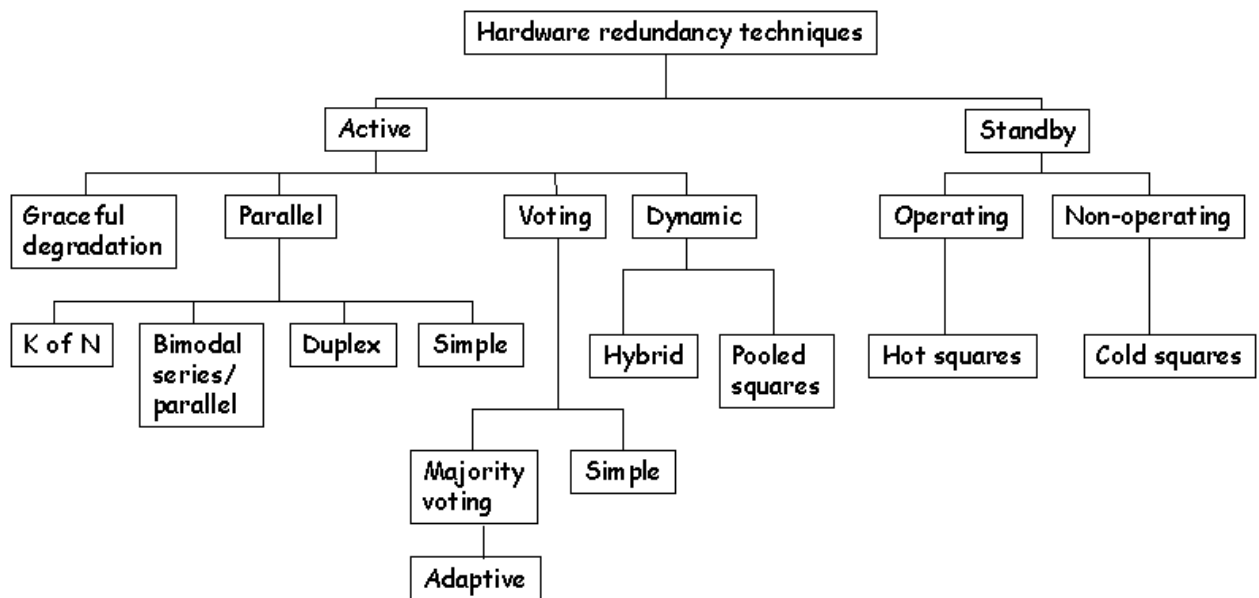 Hardware redundancy techniques
Active
Standby
Graceful
degradation
Parallel
Voting
Dynamic
Operating
Non-operating
K of N
Bimodal
series/
parallel
Duplex
Simple
Hybrid
Pooled
squares
Hot squares
Cold squares
Majority
voting
Simple
Adaptive